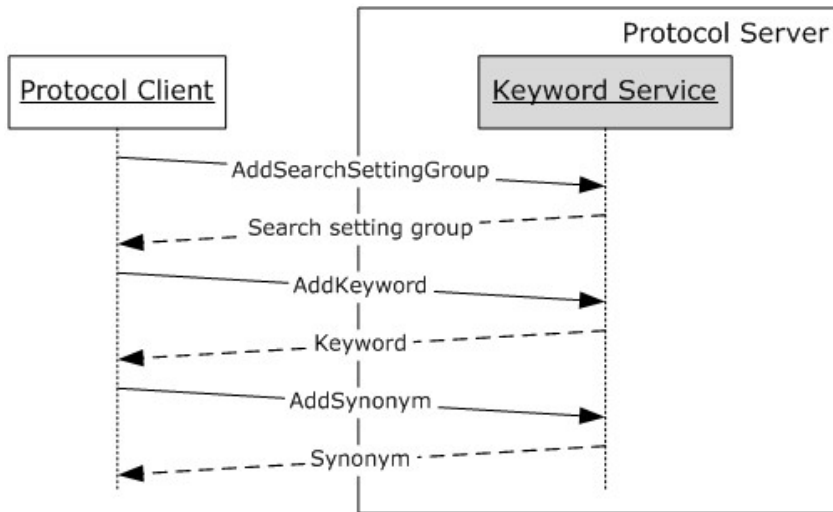 Protocol Server
Protocol Client
Keyword Service
AddSearchSettingGroup
Search setting group
AddKeyword
Keyword
AddSynonym
Synonym